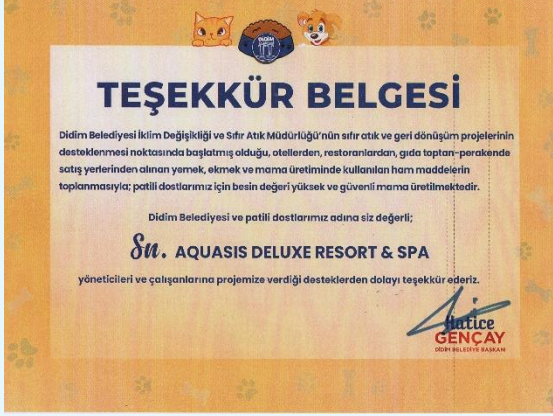 DİDİM
TEŞEKKÜR BELGESİ
Didim Belediyesi İklim Değişikliği ve Sıfır Atık Müdürlüğü'nün sıfır atık ve geri dönüşüm projelerinin
desteklenmesi noktasında başlatmış olduğu, otellerden, restoranlardan, gıda toptan-perakende
satış yerlerinden alınan yemek, ekmek ve mama üretiminde kullanılan ham maddelerin
toplanmasıyla; patili dostlarımız için besin değeri yüksek ve güvenli mama üretilmektedir.
Didim Belediyesi ve patili dostlarımız adına siz değerli;
Sn. AQUASIS DELUXE RESORT & SPA
yöneticileri ve çalışanlarına projemize verdiği desteklerden dolayı teşekkür ederiz.
Hatice
GENÇAY
DİDİM BELEDİYE BAŞKANI